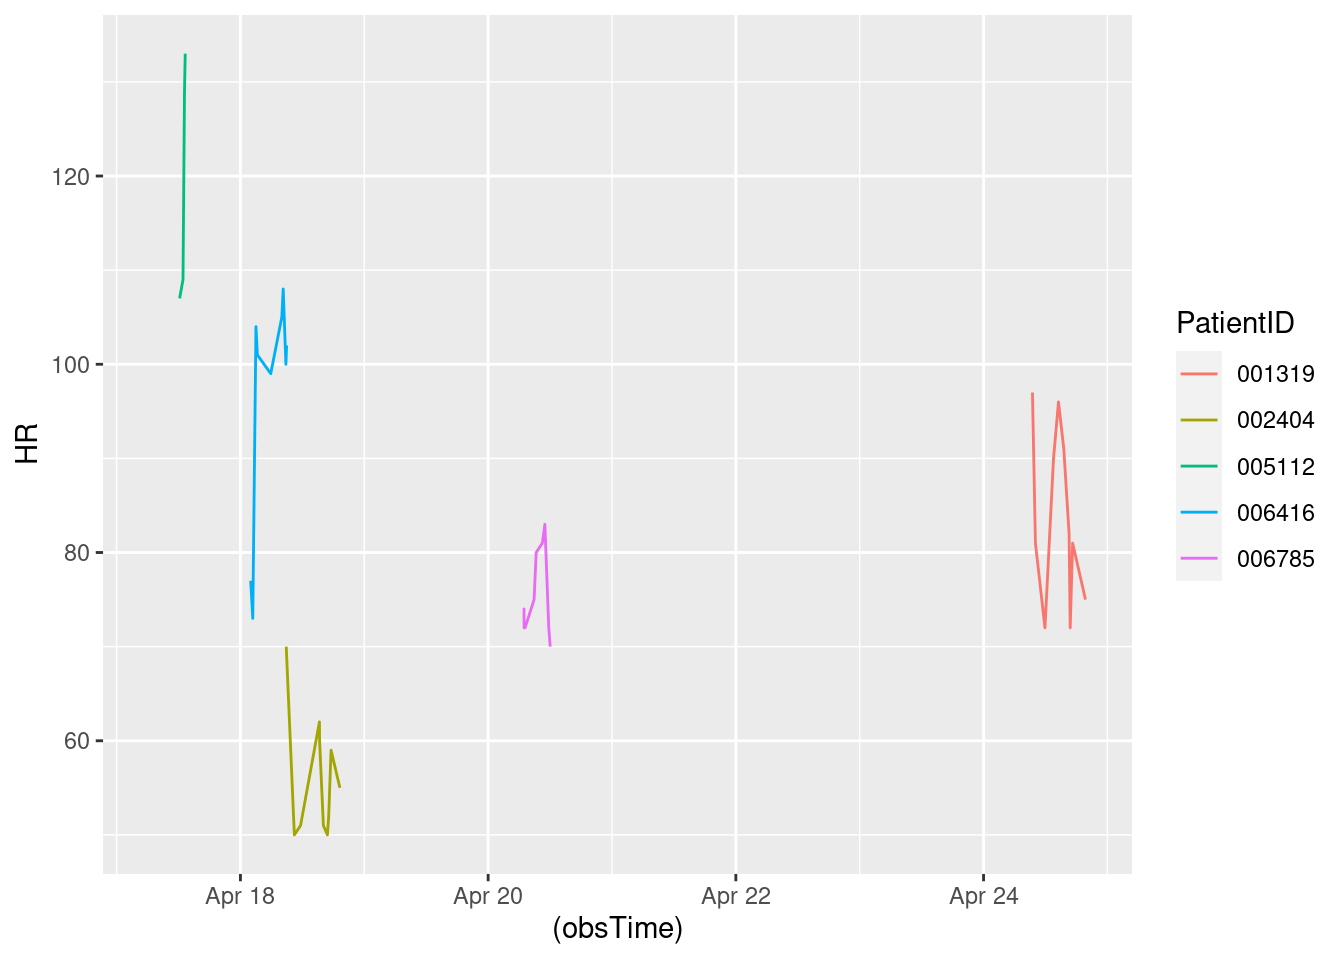 120
100
80
60
HR
Apr 18
Apr 20
Apr 22
Apr 24
(obsTime)
PatientID
001319
002404
005112
006416
006785